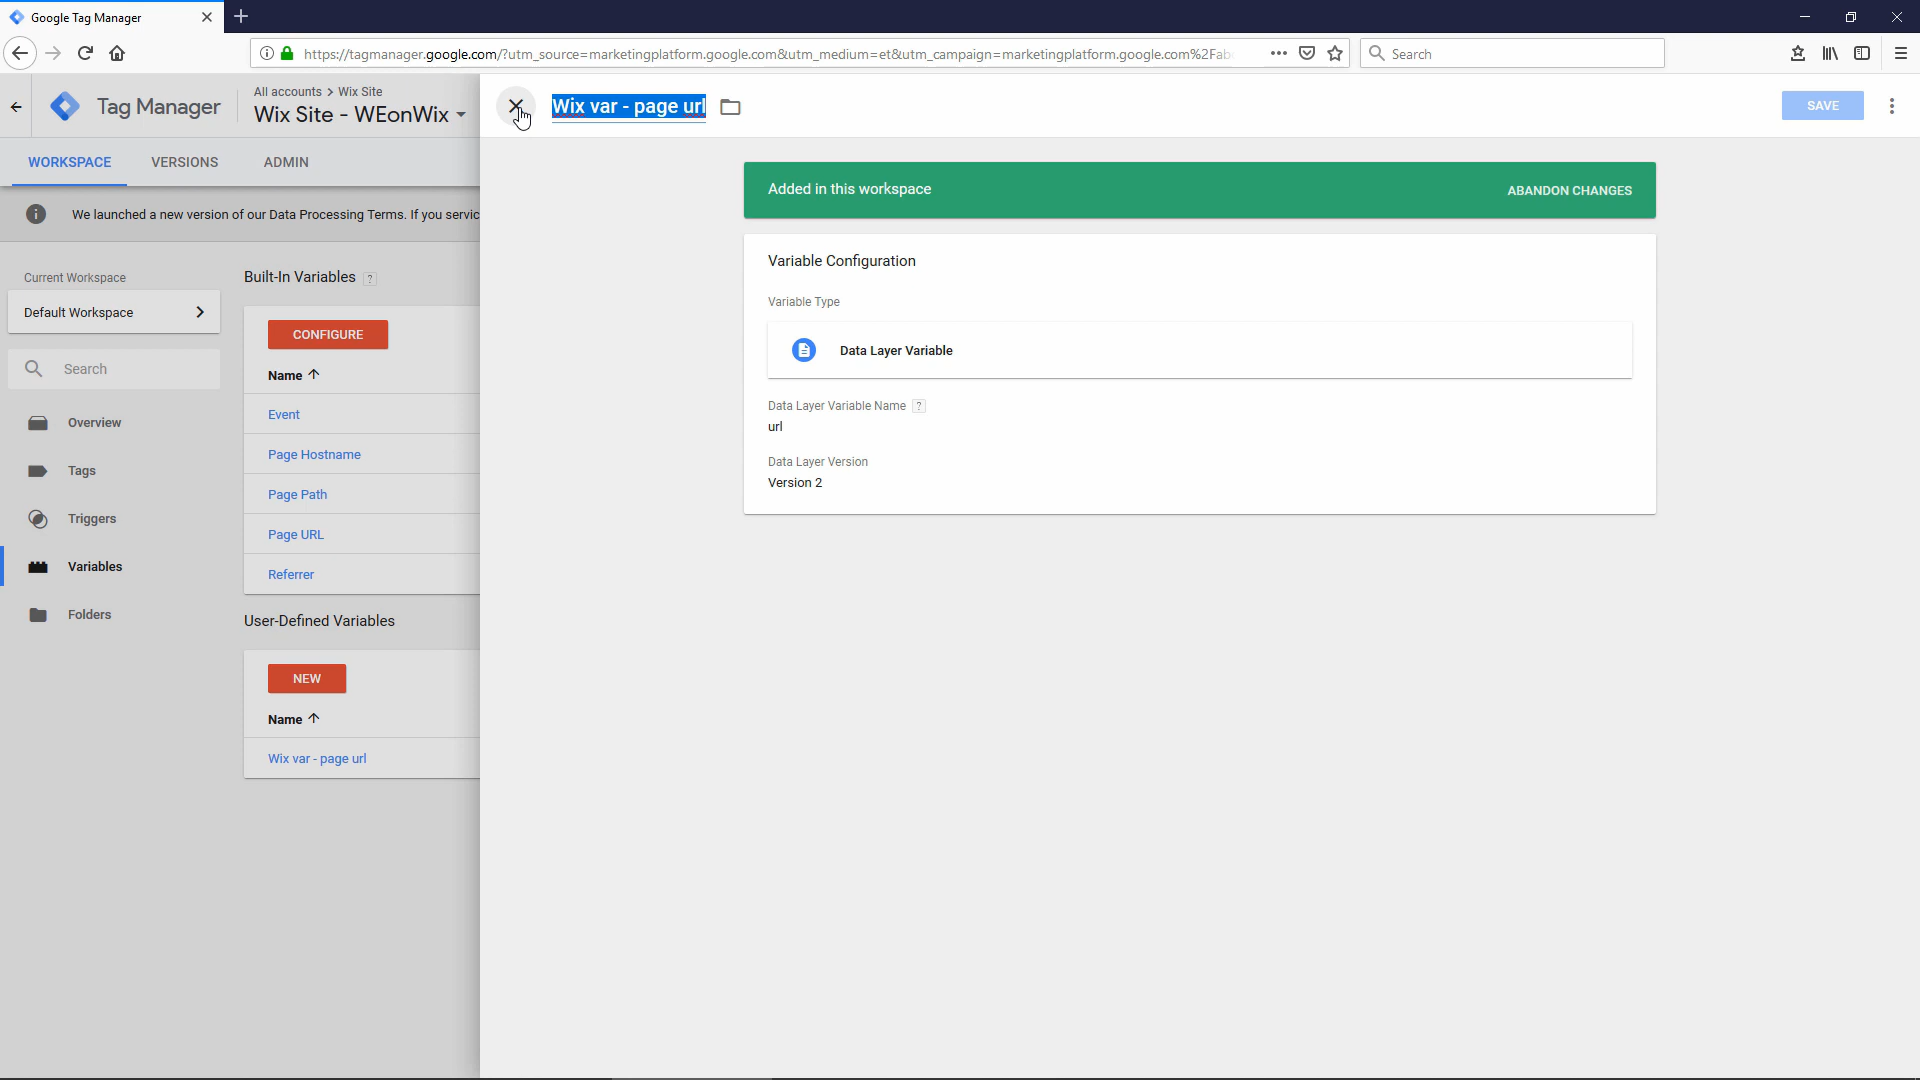 Google Tag Manager
https://tagmanager.google.com/?utm_source=marketingplatform.google.com&utm_medium=et&utm_campaign=marketingplatform.google.com%2Fab
Search
Tag Manager
All accounts > Wix Site
Wix Site - WEonWix
Wix var - page url
SAVE
WORKSPACE
VERSIONS
ADMIN
We launched a new version of our Data Processing Terms. If you servic
Added in this workspace
ABANDON CHANGES
Current Workspace
Default Workspace
Search
Overview
Tags
Triggers
Variables
Folders
Built-In Variables ?
CONFIGURE
Name
Event
Page Hostname
Page Path
Page URL
Referrer
User-Defined Variables
NEW
Name
Wix var - page url
Variable Configuration
Variable Type
Data Layer Variable
Data Layer Variable Name ?
url
Data Layer Version
Version 2